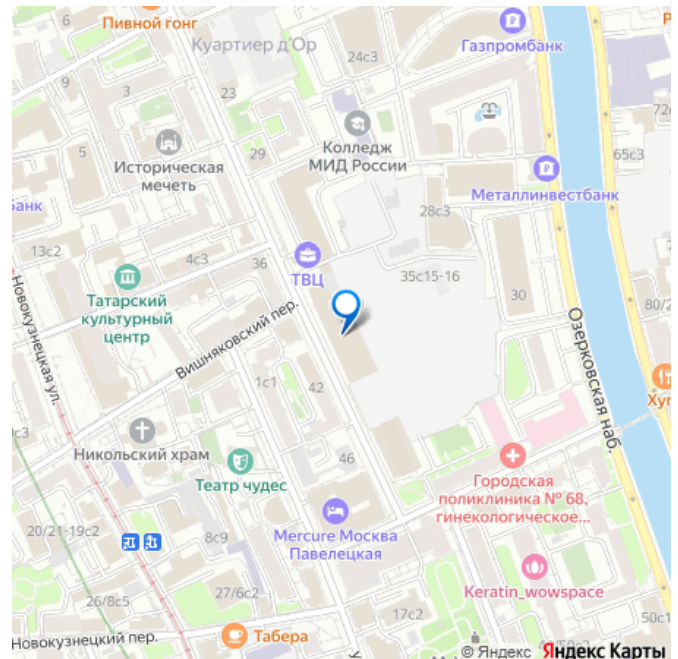 Пивной гонг
Куартиер д'Ор
Газпромбанк
24с3
9
3
23
72с
5
29
Колледж
МИД России
65с3
Историческая
мечеть
Металлинвестбанк
банк
28с3
13с2
4с3
36
ТВЦ
35с15-16
30
80/2
Татарский
культурный
центр
Новокузнецкая ул.
Вишняковский пер.
Озерковская наб.
1с1
42
Хуг
с3
Никольский храм
46
Театр чудес
Городская
поликлиника № 68,
гинекологическое...
20/21-19с2
8с9
Mercure Москва
Павелецкая
Keratin_wowspace
27/6с2
26/8с5
17с2
50с1
Новокузнецкий пер.
Табера
© Яндекс Яндекс Карты